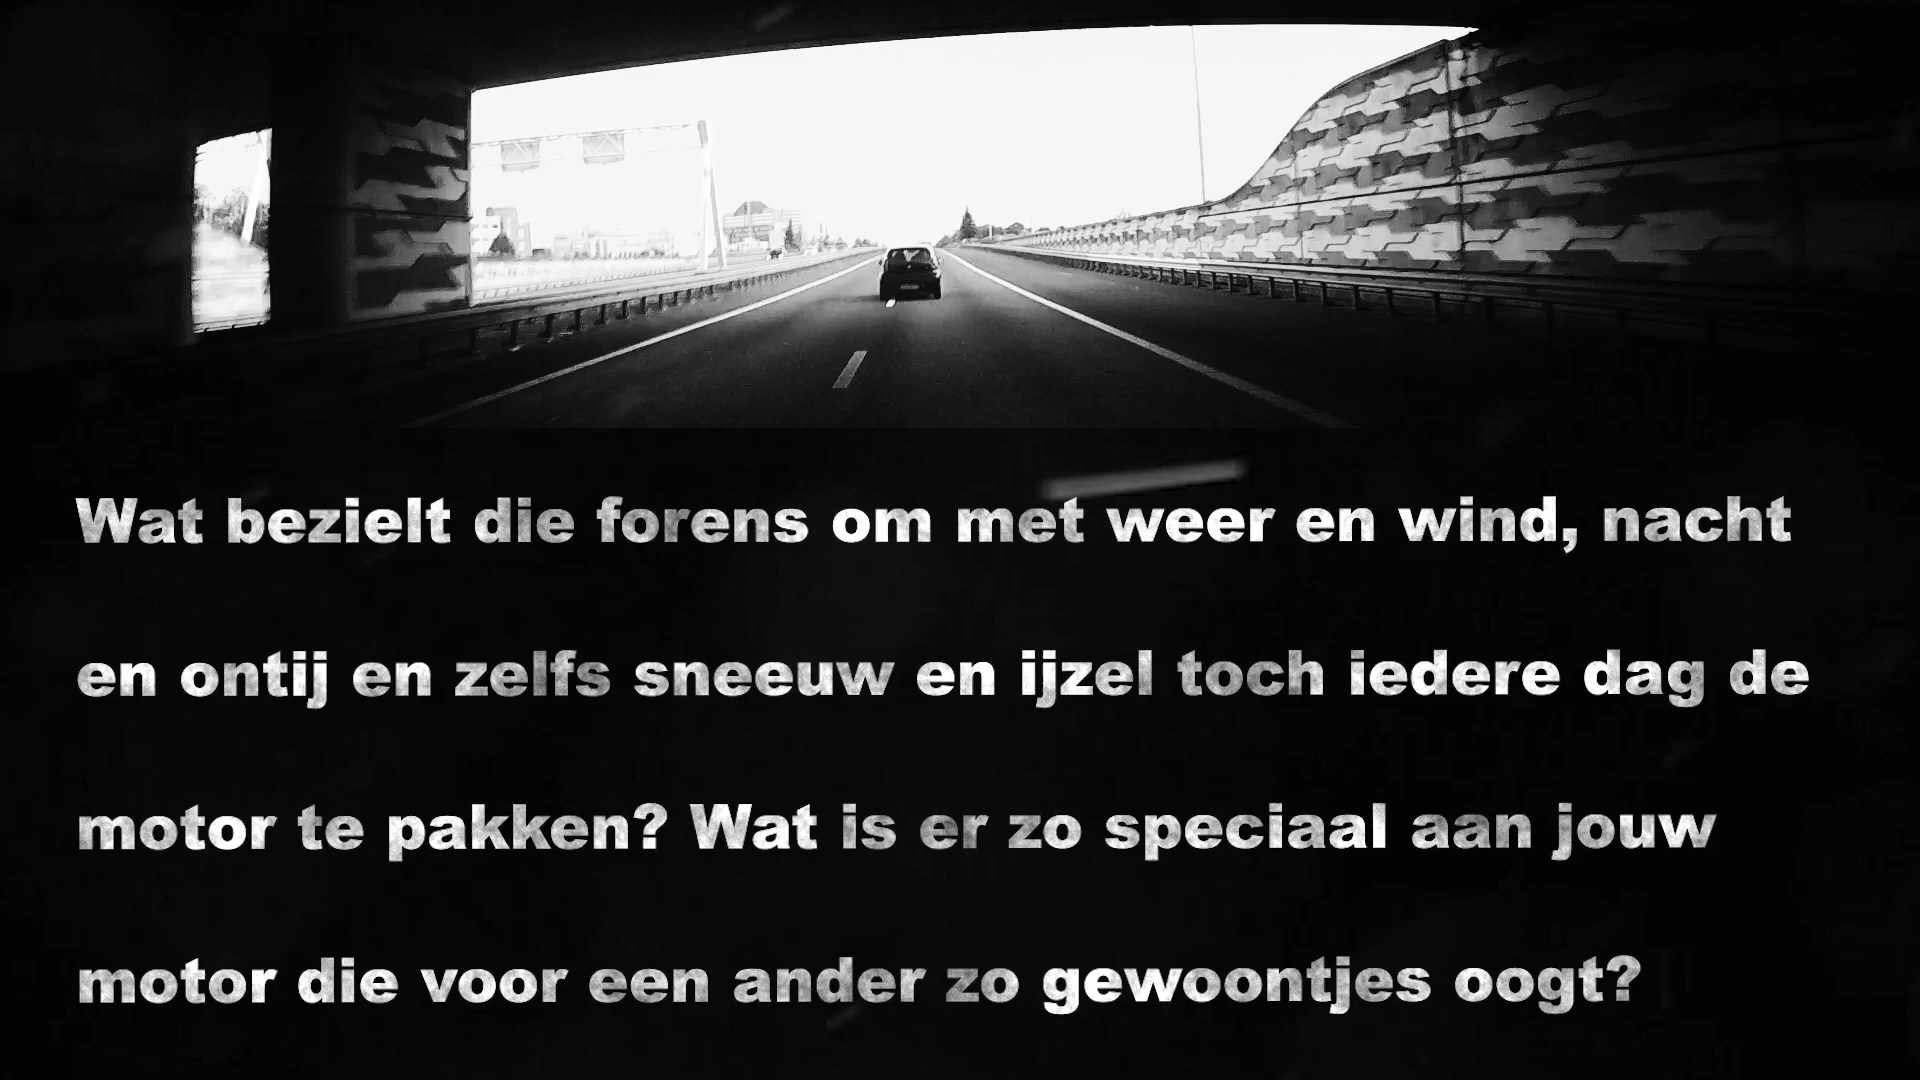 Wat bezielt die forens om met weer en wind, nacht
en ontij en zelfs sneeuw en ijzel toch iedere dag de
motor te pakken? Wat is er zo speciaal aan jouw
motor die voor een ander zo gewoontjes oogt?